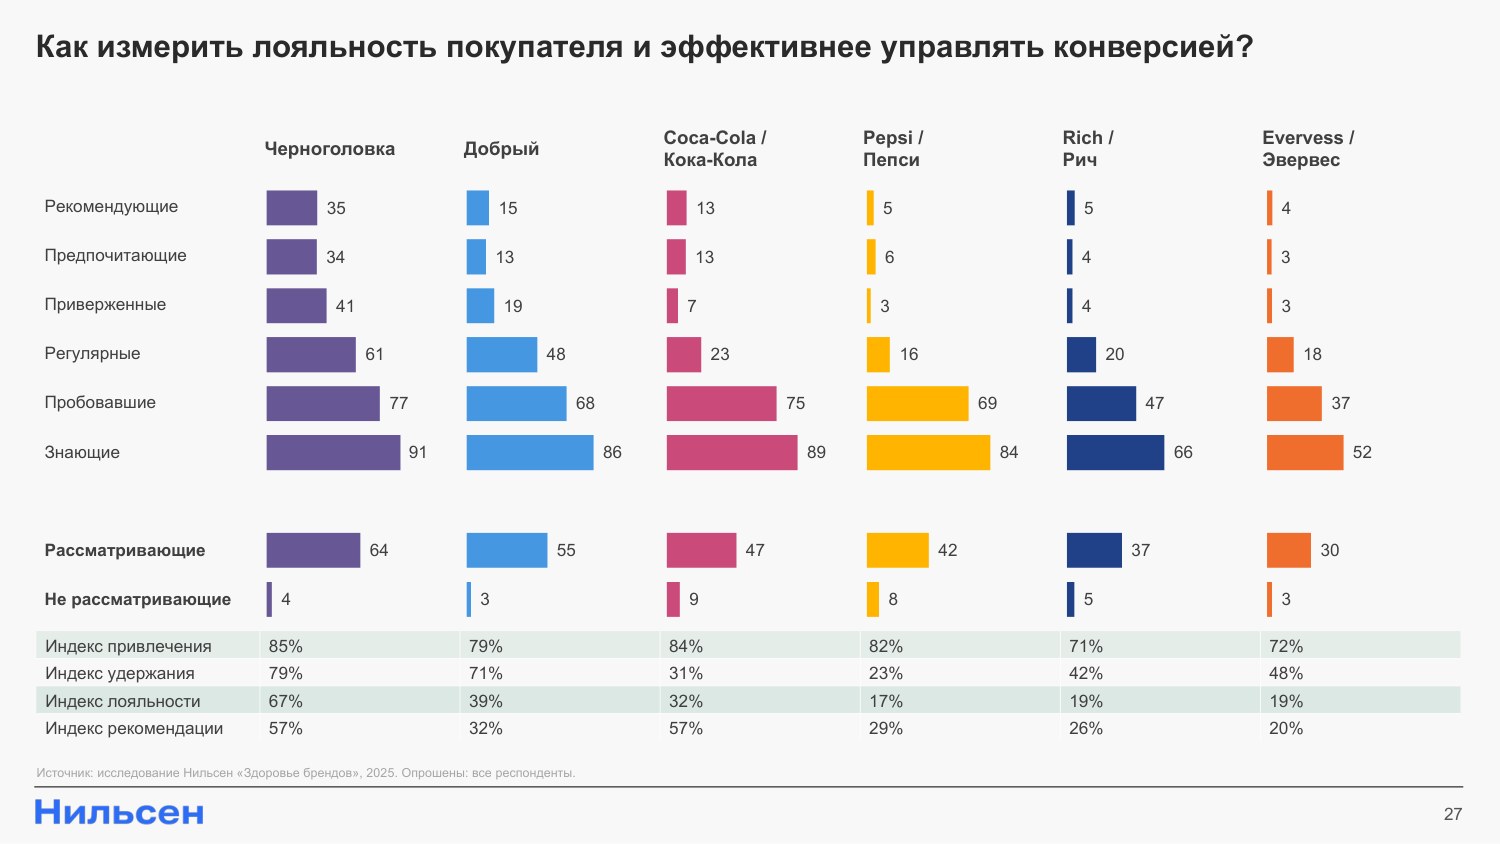 Как измерить лояльность покупателя и эффективнее управлять конверсией?
Черноголовка
Добрый
Coca-Cola /
Кока-Кола
Pepsi /
Пепси
Rich /
Рич
Evervess /
Эвервес
Рекомендующие 35 15 13 5 5 4
Предпочитающие 34 13 13 6 4 3
Приверженные 41 19 7 3 4 3
Регулярные 61 48 23 16 20 18
Пробовавшие 77 68 75 69 47 37
Знающие 91 86 89 84 66 52
Рассматривающие 64 55 47 42 37 30
Не рассматривающие 4 3 9 8 5 3
Индекс привлечения 85% 79% 84% 82% 71% 72%
Индекс удержания 79% 71% 31% 23% 42% 48%
Индекс лояльности 67% 39% 32% 17% 19% 19%
Индекс рекомендации 57% 32% 57% 29% 26% 20%
Источник: исследование Нильсен «Здоровье брендов», 2025. Опрошены: все респонденты.
Нильсен
27